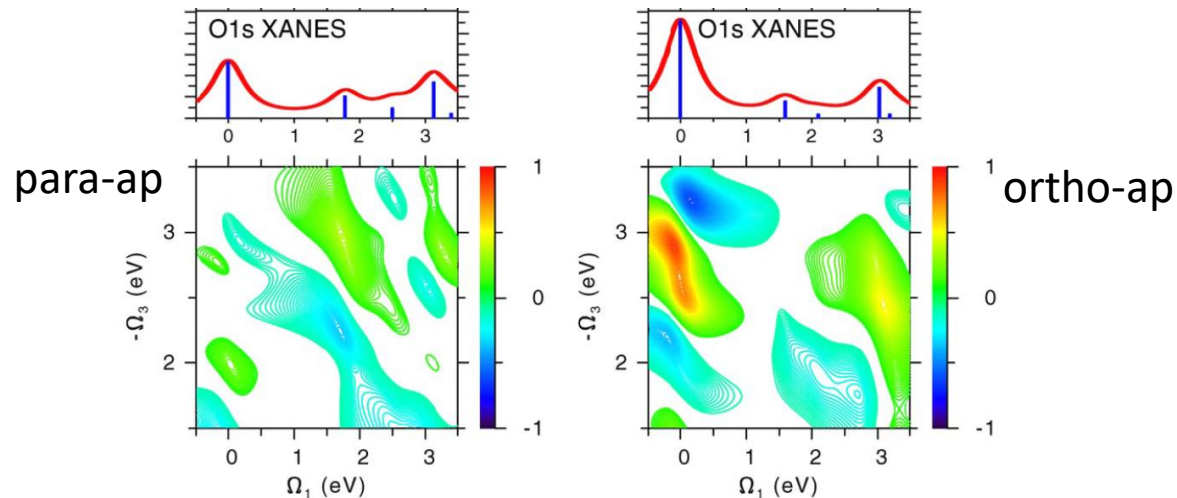 O1s XANES
0 1 2 3
para-ap
-Ω₃ (eV)
3
2
0 1 2 3
Ω₁ (eV)
1
0
-1
O1s XANES
0 1 2 3
-Ω₃ (eV)
3
2
0 1 2 3
Ω₁ (eV)
1
0
-1
ortho-ap